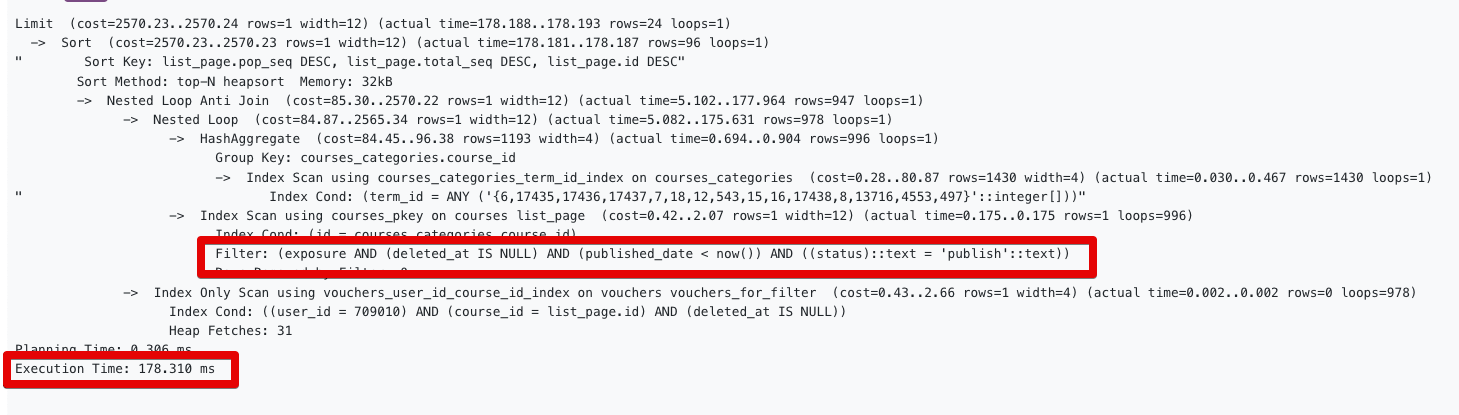 Limit  (cost=2570.23..2570.24 rows=1 width=12) (actual time=178.188..178.193 rows=24 loops=1)
->  Sort  (cost=2570.23..2570.23 rows=1 width=12) (actual time=178.181..178.187 rows=96 loops=1)
"        Sort Key: list_page.pop_seq DESC, list_page.total_seq DESC, list_page.id DESC"
Sort Method: top-N heapsort  Memory: 32kB
->  Nested Loop Anti Join  (cost=85.30..2570.22 rows=1 width=12) (actual time=5.102..177.964 rows=947 loops=1)
->  Nested Loop  (cost=84.87..2565.34 rows=1 width=12) (actual time=5.082..175.631 rows=978 loops=1)
->  HashAggregate  (cost=84.45..96.38 rows=1193 width=4) (actual time=0.694..0.904 rows=996 loops=1)
Group Key: courses_categories.course_id
->  Index Scan using courses_categories_term_id_index on courses_categories  (cost=0.28..80.87 rows=1430 width=4) (actual time=0.030..0.467 rows=1430 loops=1)
"                                Index Cond: (term_id = ANY ('{6,17435,17436,17437,7,18,12,543,15,16,17438,8,13716,4553,497}'::integer[]))"
->  Index Scan using courses_pkey on courses list_page  (cost=0.42..2.07 rows=1 width=12) (actual time=0.175..0.175 rows=1 loops=996)
Index Cond: (id = courses_categories.course_id)
Filter: (exposure AND (deleted_at IS NULL) AND (published_date < now()) AND ((status)::text = 'publish'::text))
->  Index Only Scan using vouchers_user_id_course_id_index on vouchers vouchers_for_filter  (cost=0.43..2.66 rows=1 width=4) (actual time=0.002..0.002 rows=0 loops=978)
Index Cond: ((user_id = 709010) AND (course_id = list_page.id) AND (deleted_at IS NULL))
Heap Fetches: 31
Planning Time: 0.306 ms
Execution Time: 178.310 ms